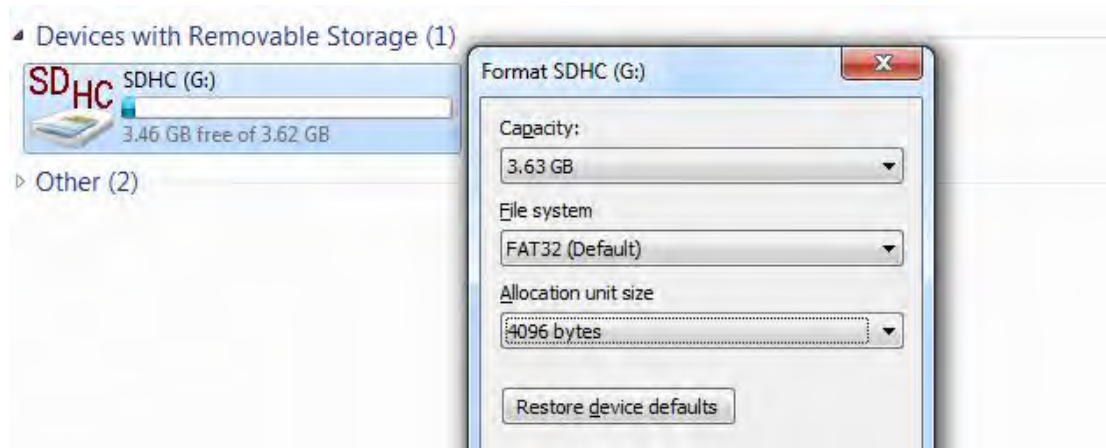 Devices with Removable Storage (1)
SDHC
SDHC (G:)
3.46 GB free of 3.62 GB
Other (2)
Format SDHC (G:)
Capacity:
3.63 GB
File system
FAT32 (Default)
Allocation unit size
4096 bytes
Restore device defaults